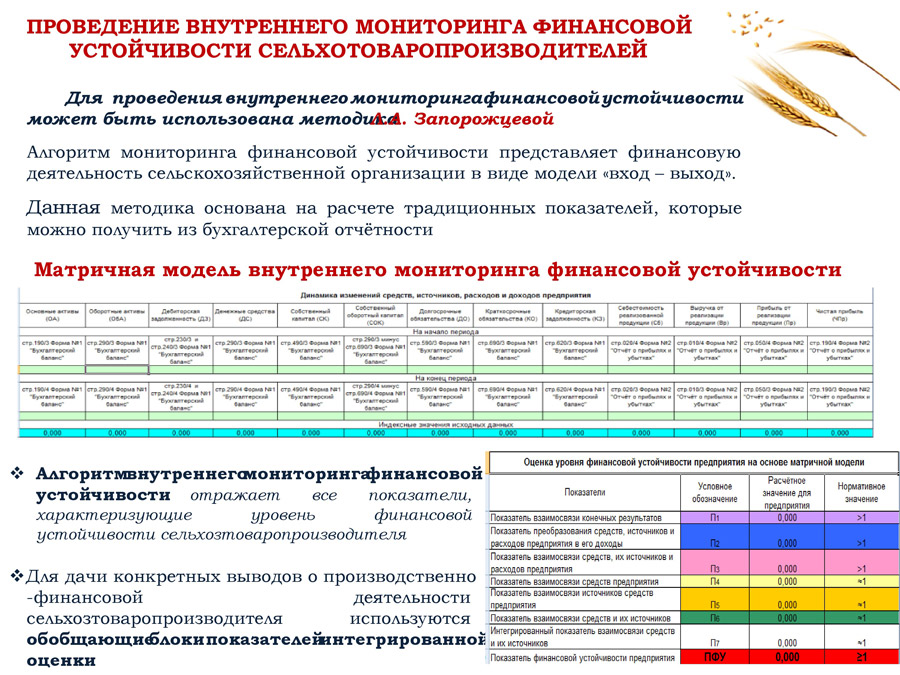 ПРОВЕДЕНИЕ ВНУТРЕННЕГО МОНИТОРИНГА ФИНАНСОВОЙ
УСТОЙЧИВОСТИ СЕЛЬХОТОВАРОПРОИЗВОДИТЕЛЕЙ
Для проведения внутреннего мониторинга финансовой устойчивости
может быть использована методика А.А. Запорожцевой
Алгоритм мониторинга финансовой устойчивости представляет финансовую
деятельность сельскохозяйственной организации в виде модели «вход – выход».
Данная методика основана на расчете традиционных показателей, которые
можно получить из бухгалтерской отчётности
Матричная модель внутреннего мониторинга финансовой устойчивости
Динамика изменений средств, источников, расходов и доходов предприятия
Основные активы (ОА) Оборотные активы (ОбА) Дебиторская задолженность (ДЗ) Денежные средства (ДС) Собственный капитал (СК) Собственный оборотный капитал (СОК) Долгосрочные обязательства (ДО) Краткосрочные обязательства (КО) Кредиторская задолженность (КЗ) Себестоимость реализованной продукции (Сб) Выручка от реализации продукции (Вр) Прибыль от реализации продукции (Пр) Чистая прибыль (ЧПр)
На начало периода
стр.190/3 Форма №1 "Бухгалтерский баланс" стр.290/3 Форма №1 "Бухгалтерский баланс" стр.230/3 и стр.240/3 Форма №1 "Бухгалтерский баланс" стр.290/3 Форма №1 "Бухгалтерский баланс" стр.490/3 Форма №1 "Бухгалтерский баланс" стр.290/3 минус стр.690/3 Форма №1 "Бухгалтерский баланс" стр.590/3 Форма №1 "Бухгалтерский баланс" стр.690/3 Форма №1 "Бухгалтерский баланс" стр.620/3 Форма №1 "Бухгалтерский баланс" стр.020/4 Форма №2 "Отчёт о прибылях и убытках" стр.010/4 Форма №2 "Отчёт о прибылях и убытках" стр.050/4 Форма №2 "Отчёт о прибылях и убытках" стр.190/4 Форма №2 "Отчёт о прибылях и убытках"
На конец периода
стр.190/4 Форма №1 "Бухгалтерский баланс" стр.290/4 Форма №1 "Бухгалтерский баланс" стр.230/4 и стр.240/4 Форма №1 "Бухгалтерский баланс" стр.290/4 Форма №1 "Бухгалтерский баланс" стр.490/4 Форма №1 "Бухгалтерский баланс" стр.290/4 минус стр.690/4 Форма №1 "Бухгалтерский баланс" стр.590/4 Форма №1 "Бухгалтерский баланс" стр.690/4 Форма №1 "Бухгалтерский баланс" стр.620/4 Форма №1 "Бухгалтерский баланс" стр.020/3 Форма №2 "Отчёт о прибылях и убытках" стр.010/3 Форма №2 "Отчёт о прибылях и убытках" стр.050/3 Форма №2 "Отчёт о прибылях и убытках" стр.190/3 Форма №2 "Отчёт о прибылях и убытках"
Индексные значения исходных данных
0,000 0,000 0,000 0,000 0,000 0,000 0,000 0,000 0,000 0,000 0,000 0,000 0,000
❖ Алгоритм внутреннего мониторинга финансовой
устойчивости отражает все показатели,
характеризующие уровень финансовой
устойчивости сельхозтоваропроизводителя
❖ Для дачи конкретных выводов о производственно
-финансовой деятельности
сельхозтоваропроизводителя используются
обобщающие блоки показателей интегрированной
оценки
Оценка уровня финансовой устойчивости предприятия на основе матричной модели
Показатели Условное обозначение Расчётное значение для предприятия Нормативное значение
Показатель взаимосвязи конечных результатов П1 0,000 >1
Показатель преобразования средств, источников и
расходов предприятия в его доходы П2 0,000 >1
Показатель взаимосвязи средств, их источников и
расходов предприятия П3 0,000 >1
Показатель взаимосвязи средств предприятия П4 0,000 ≈1
Показатель взаимосвязи источников средств
предприятия П5 0,000 ≈1
Показатель взаимосвязи средств и их источников П6 0,000 ≈1
Интегрированный показатель взаимосвязи средств
и их источников П7 0,000 ≈1
Показатель финансовой устойчивости предприятия ПФУ 0,000 ≥1